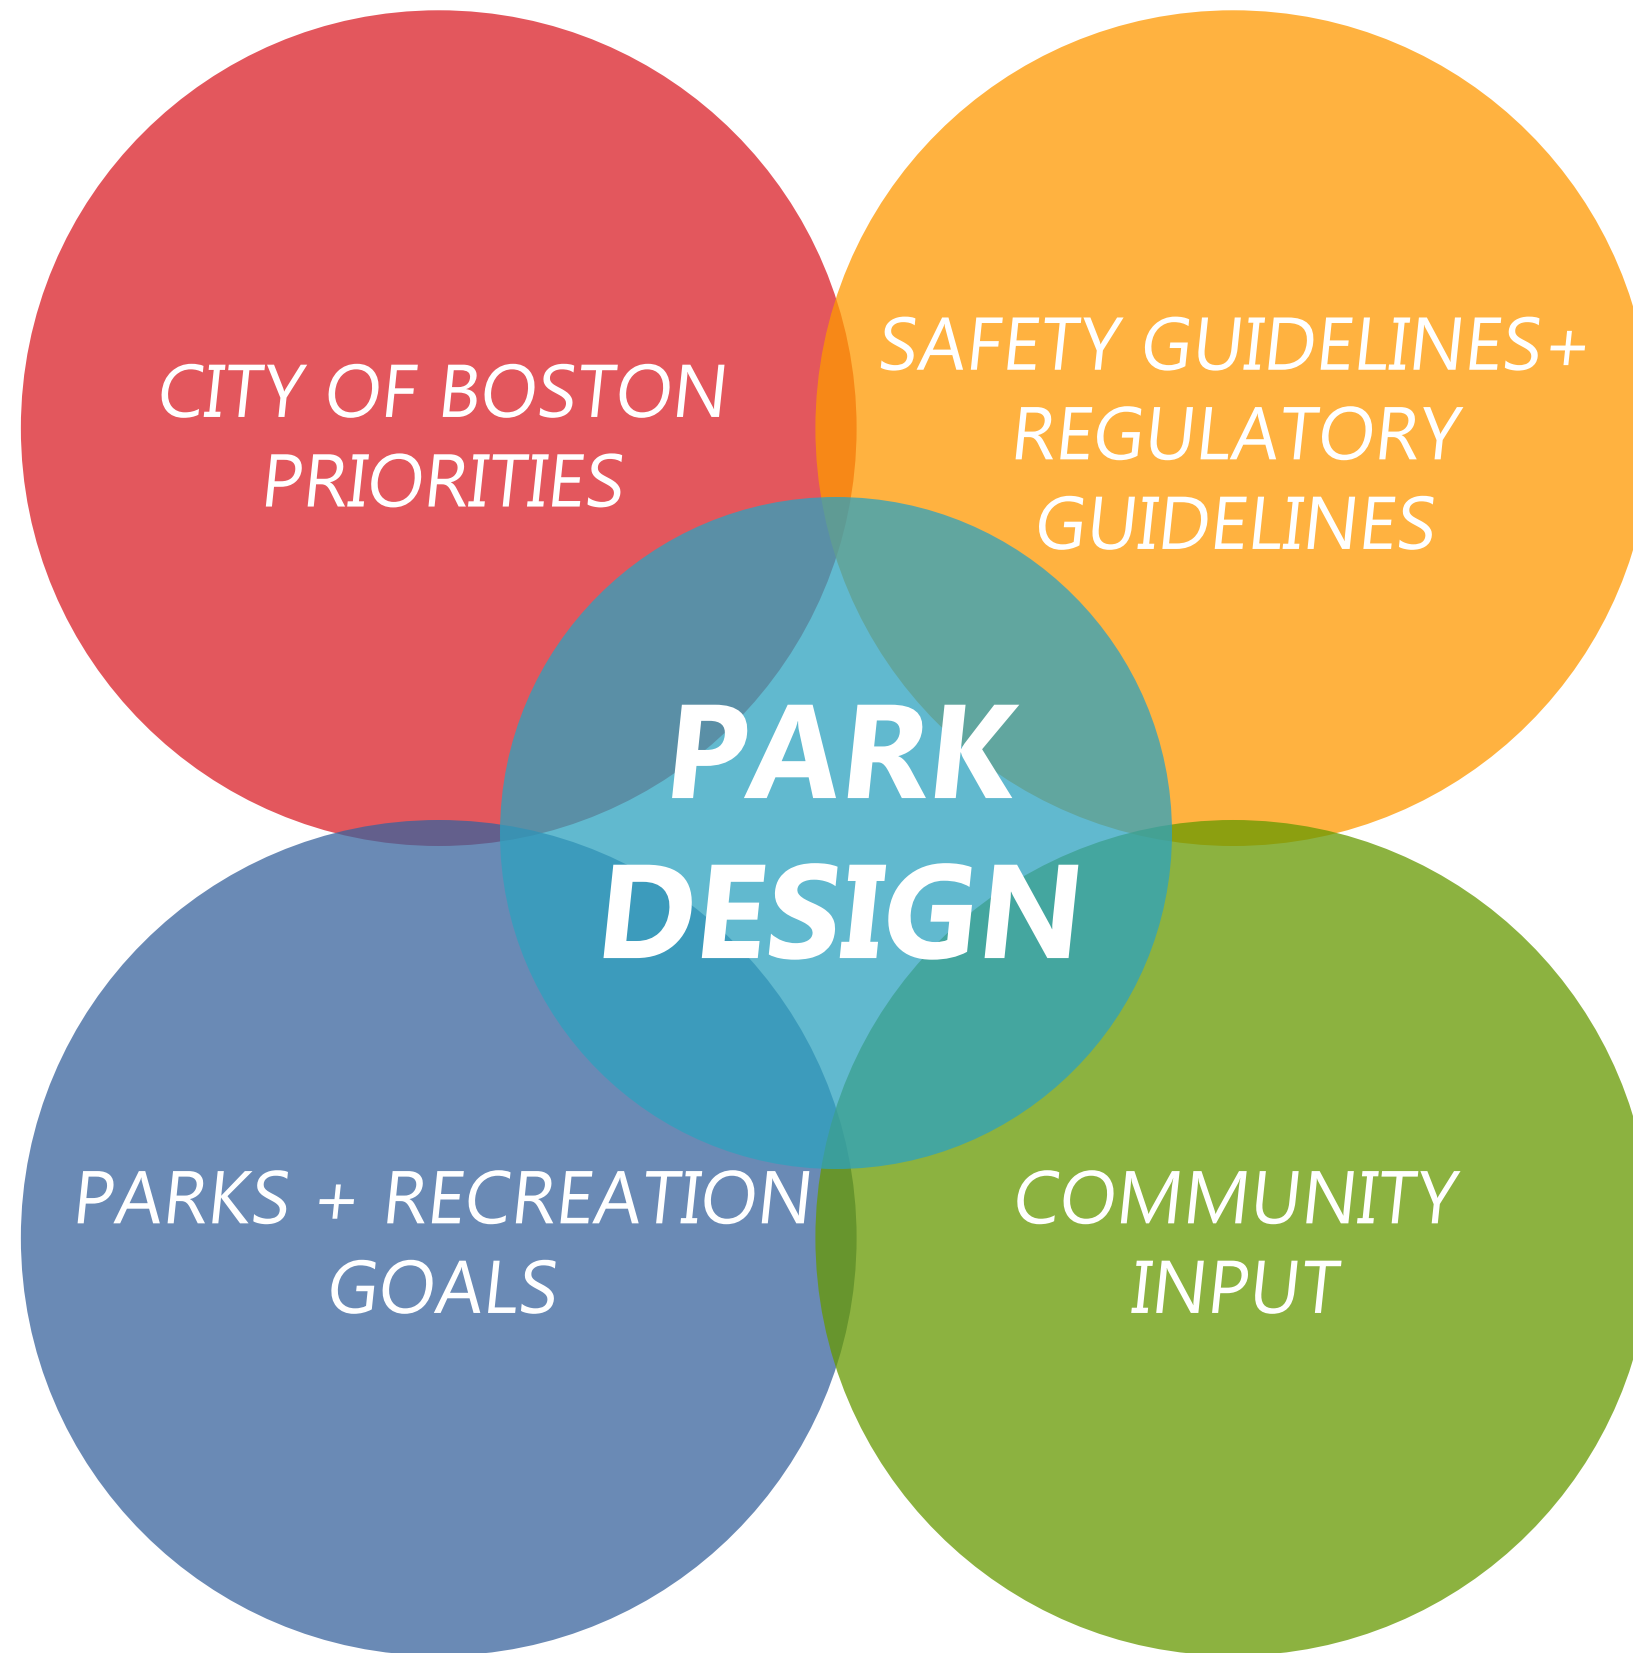 CITY OF BOSTON
PRIORITIES
SAFETY GUIDELINES+
REGULATORY
GUIDELINES
PARK
DESIGN
PARKS + RECREATION
GOALS
COMMUNITY
INPUT